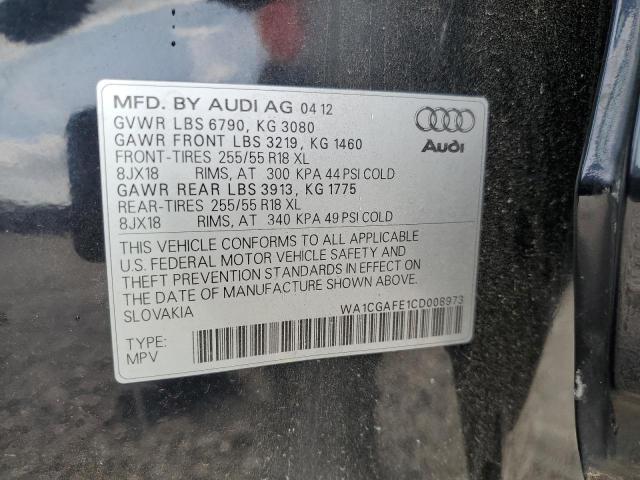 MFD. BY AUDI AG 04 12
GVWR LBS 6790, KG 3080
GAWR FRONT LBS 3219, KG 1460
FRONT-TIRES 255/55 R18 XL
8JX18 RIMS, AT 300 KPA 44 PSI COLD
GAWR REAR LBS 3913, KG 1775
REAR-TIRES 255/55 R18 XL
8JX18 RIMS, AT 340 KPA 49 PSI COLD
Audi
THIS VEHICLE CONFORMS TO ALL APPLICABLE
U.S. FEDERAL MOTOR VEHICLE SAFETY AND
THEFT PREVENTION STANDARDS IN EFFECT ON
THE DATE OF MANUFACTURE SHOWN ABOVE.
SLOVAKIA
WA1CGAFE1CD008973
TYPE:
MPV